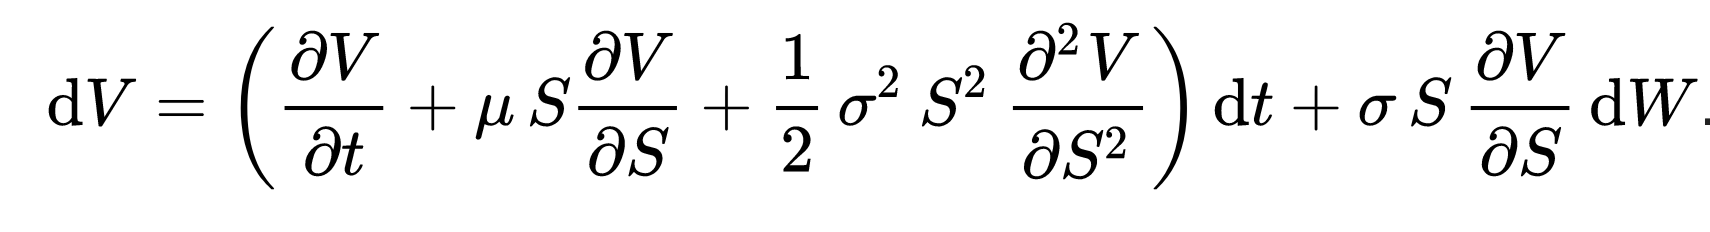 dV = (∂V/∂t + μ S ∂V/∂S + 1/2 σ² S² ∂²V/∂S²) dt + σ S ∂V/∂S dW.